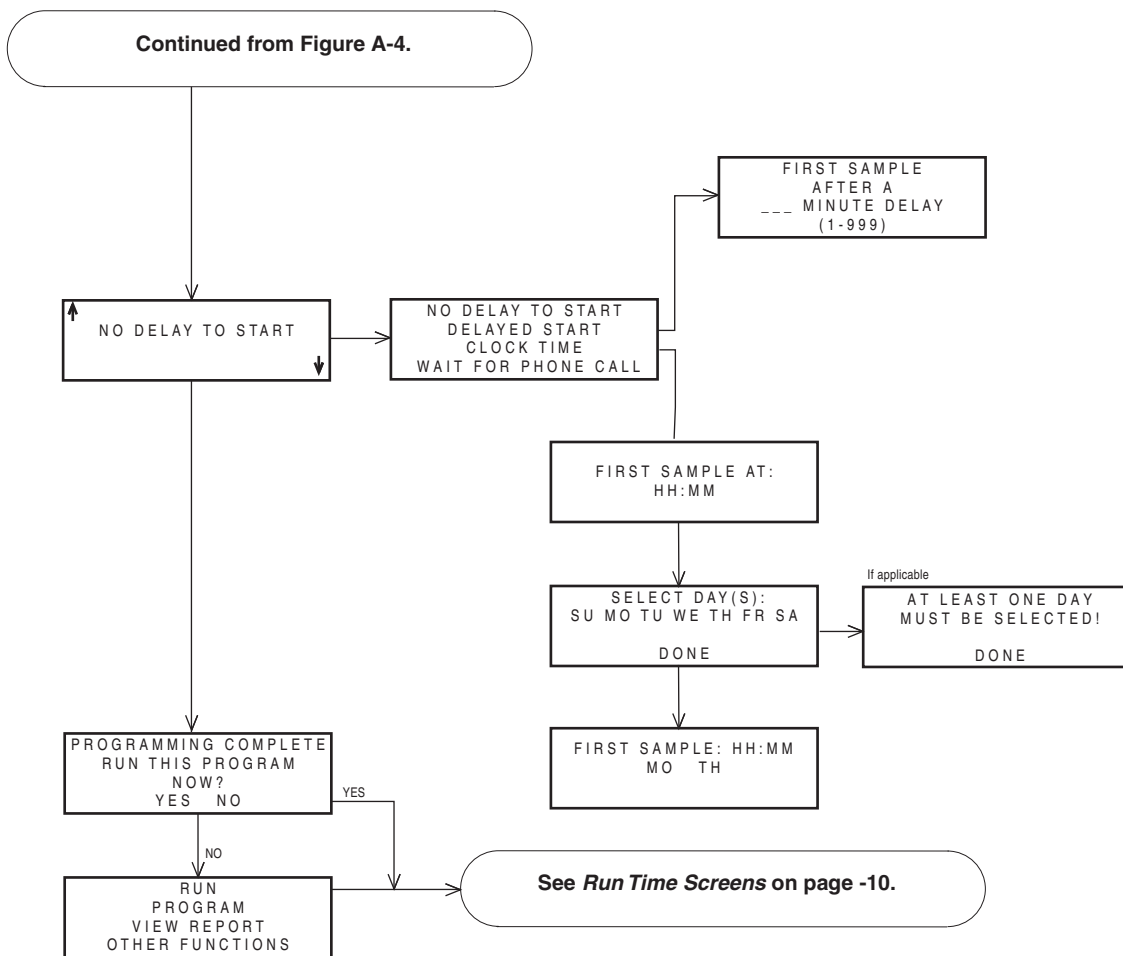 Continued from Figure A-4.
FIRST SAMPLE
AFTER A
___ MINUTE DELAY
(1-999)
NO DELAY TO START
NO DELAY TO START
DELAYED START
CLOCK TIME
WAIT FOR PHONE CALL
FIRST SAMPLE AT:
HH:MM
SELECT DAY(S):
SU MO TU WE TH FR SA
DONE
If applicable
AT LEAST ONE DAY
MUST BE SELECTED!
DONE
FIRST SAMPLE: HH:MM
MO TH
PROGRAMMING COMPLETE
RUN THIS PROGRAM
NOW?
YES NO
YES
NO
RUN
PROGRAM
VIEW REPORT
OTHER FUNCTIONS
See Run Time Screens on page -10.